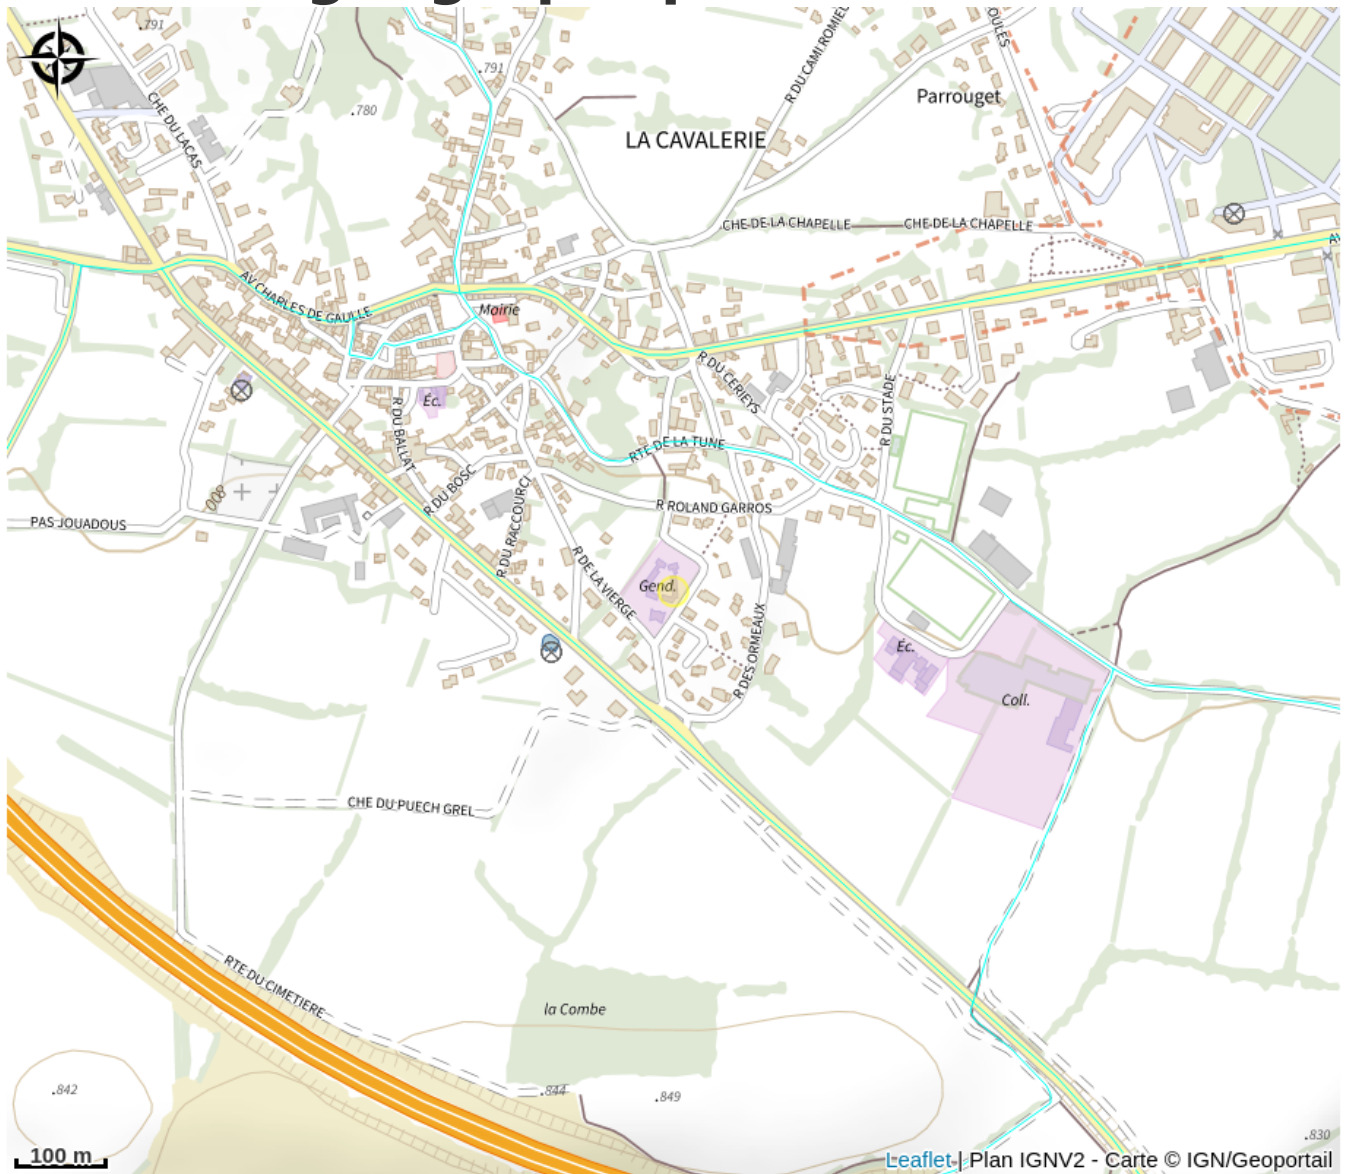 791
791
780
CHE DU LACAS
R DU CAMI ROMIEU
OULES
Parrouget
LA CAVALERIE
CHE DE LA CHAPELLE
CHE DE LA CHAPELLE
AV CHARLES DE GAULLE
Mairie
AV
R DU CERIEYS
R DU STADE
Éc.
R DU BALLAT
RTE DE LA TUNE
R DU BOSC
R DU RACCOURCI
R ROLAND GARROS
800
PAS JOUADOUS
R DE LA VIERGE
Gend.
R DES ORMEAUX
Éc.
Coll.
CHE DU PUECH GREL
RTE DU CIMETIERE
la Combe
842
844
849
830
100 m
Leaflet | Plan IGNV2 - Carte © IGN/Geoportail